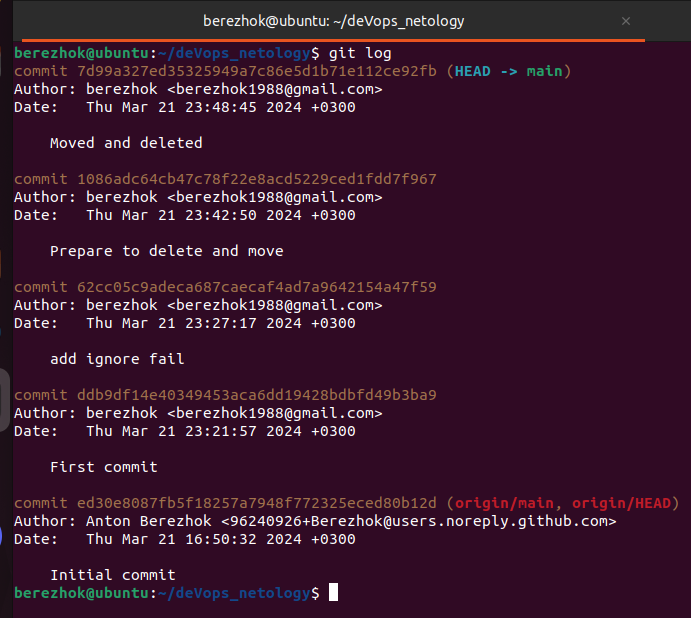 berezhok@ubuntu: ~/deVops_netology ×
berezhok@ubuntu:~/deVops_netology$ git log
commit 7d99a327ed35325949a7c86e5d1b71e112ce92fb (HEAD -> main)
Author: berezhok <berezhok1988@gmail.com>
Date:   Thu Mar 21 23:48:45 2024 +0300
    Moved and deleted
commit 1086adc64cb47c78f22e8acd5229ced1fdd7f967
Author: berezhok <berezhok1988@gmail.com>
Date:   Thu Mar 21 23:42:50 2024 +0300
    Prepare to delete and move
commit 62cc05c9adeca687caecaf4ad7a9642154a47f59
Author: berezhok <berezhok1988@gmail.com>
Date:   Thu Mar 21 23:27:17 2024 +0300
    add ignore fail
commit ddb9df14e40349453aca6dd19428bdbfd49b3ba9
Author: berezhok <berezhok1988@gmail.com>
Date:   Thu Mar 21 23:21:57 2024 +0300
    First commit
commit ed30e8087fb5f18257a7948f772325eced80b12d (origin/main, origin/HEAD)
Author: Anton Berezhok <96240926+Berezhok@users.noreply.github.com>
Date:   Thu Mar 21 16:50:32 2024 +0300
    Initial commit
berezhok@ubuntu:~/deVops_netology$